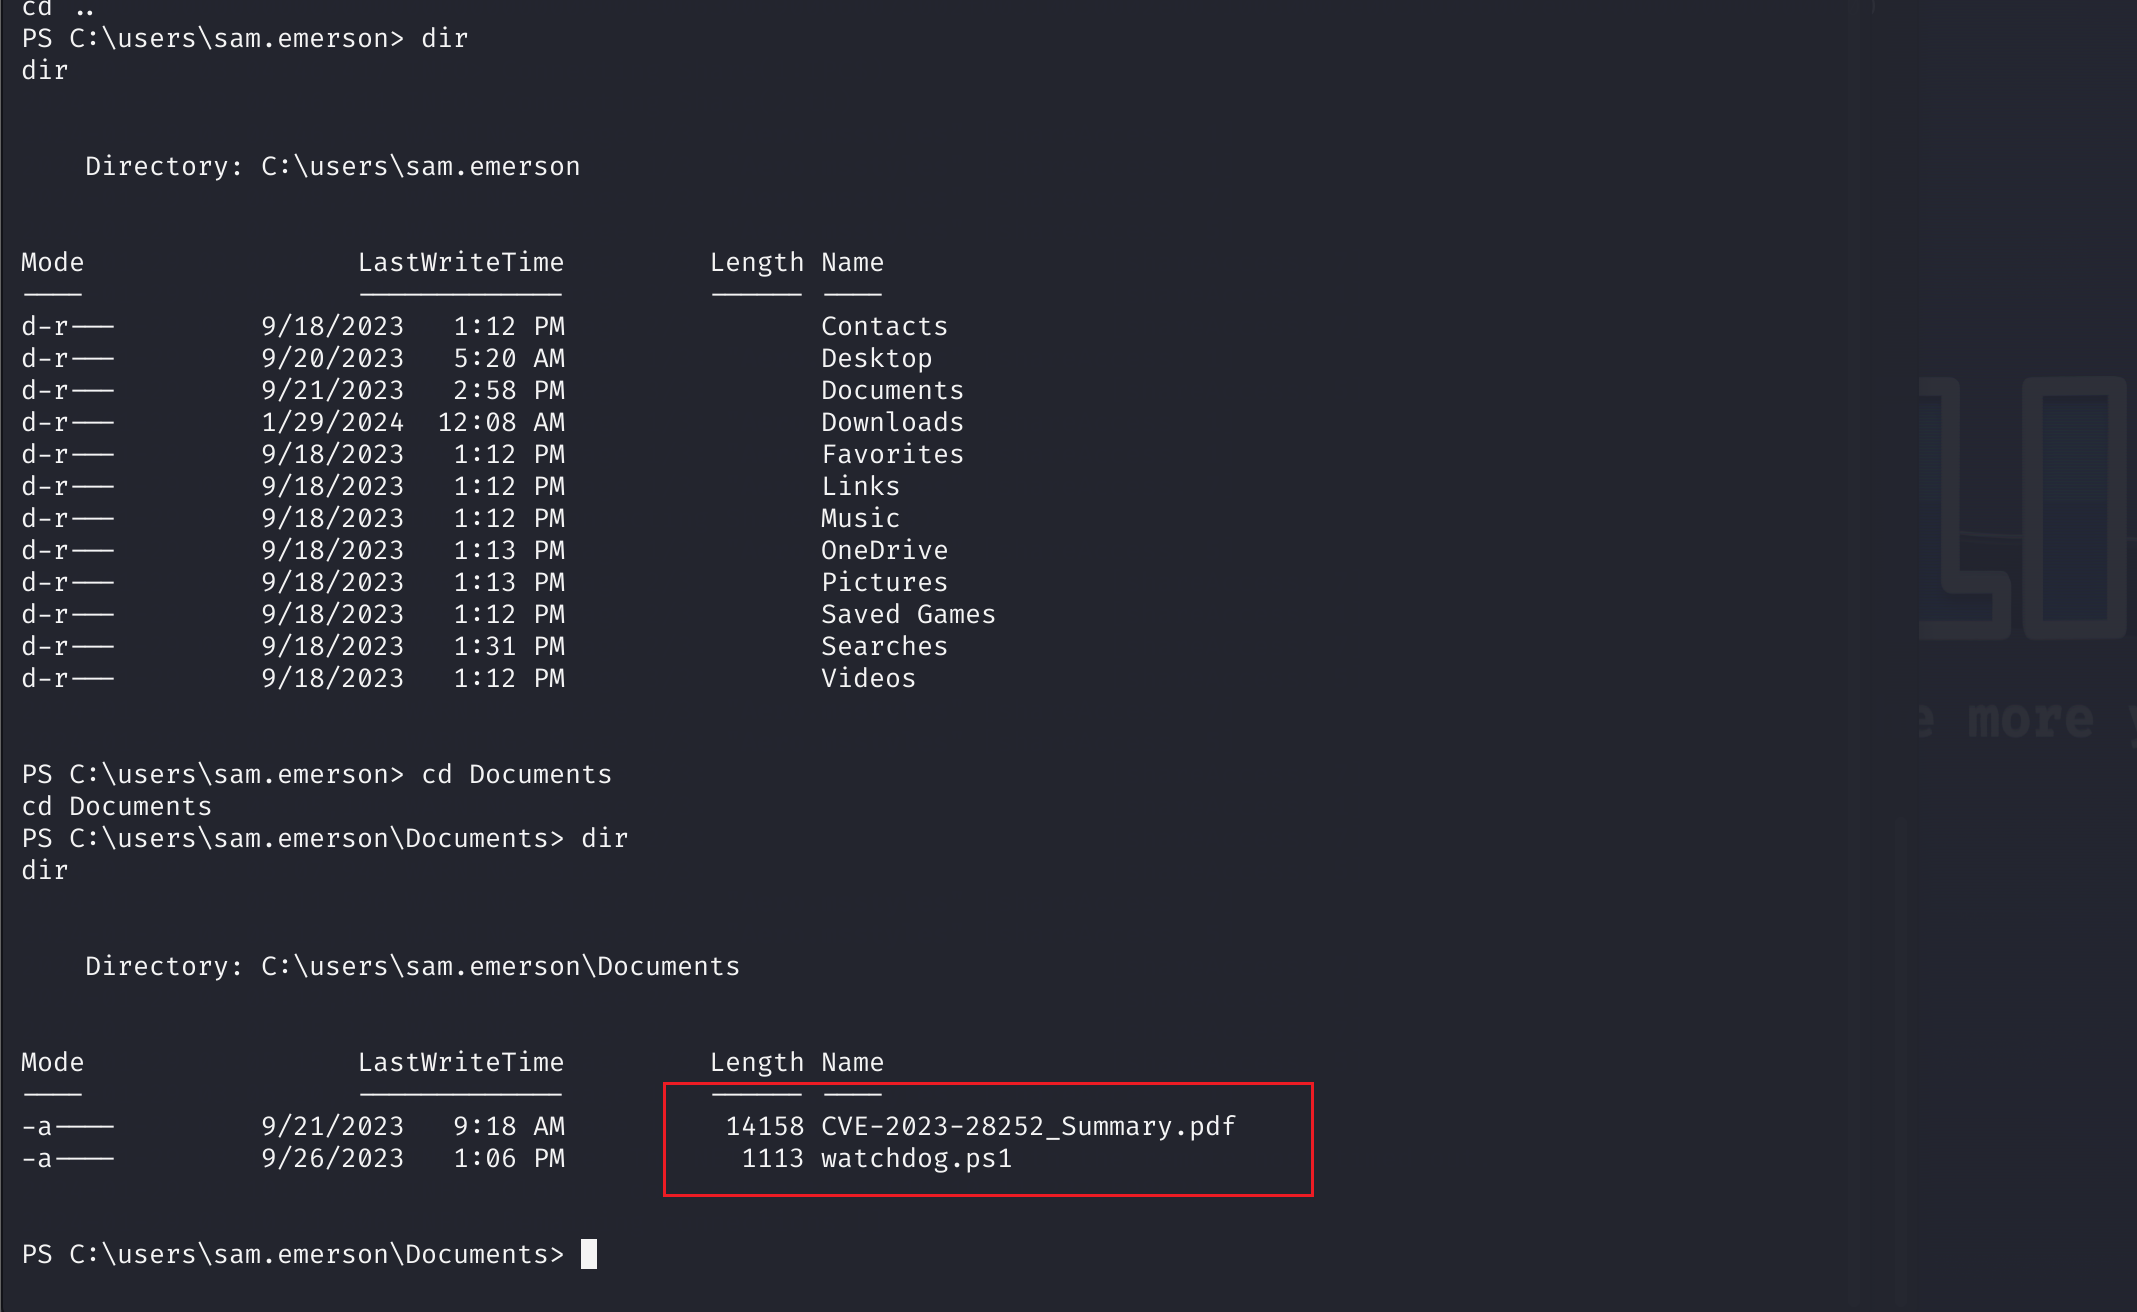 cd ..
PS C:\users\sam.emerson> dir
dir
Directory: C:\users\sam.emerson
Mode                 LastWriteTime         Length Name
----                 -------------         ------ ----
d-r---         9/18/2023   1:12 PM                Contacts
d-r---         9/20/2023   5:20 AM                Desktop
d-r---         9/21/2023   2:58 PM                Documents
d-r---         1/29/2024  12:08 AM                Downloads
d-r---         9/18/2023   1:12 PM                Favorites
d-r---         9/18/2023   1:12 PM                Links
d-r---         9/18/2023   1:12 PM                Music
d-r---         9/18/2023   1:13 PM                OneDrive
d-r---         9/18/2023   1:13 PM                Pictures
d-r---         9/18/2023   1:12 PM                Saved Games
d-r---         9/18/2023   1:31 PM                Searches
d-r---         9/18/2023   1:12 PM                Videos
PS C:\users\sam.emerson> cd Documents
cd Documents
PS C:\users\sam.emerson\Documents> dir
dir
Directory: C:\users\sam.emerson\Documents
Mode                 LastWriteTime         Length Name
----                 -------------         ------ ----
-a----         9/21/2023   9:18 AM          14158 CVE-2023-28252_Summary.pdf
-a----         9/26/2023   1:06 PM           1113 watchdog.ps1
PS C:\users\sam.emerson\Documents>
more